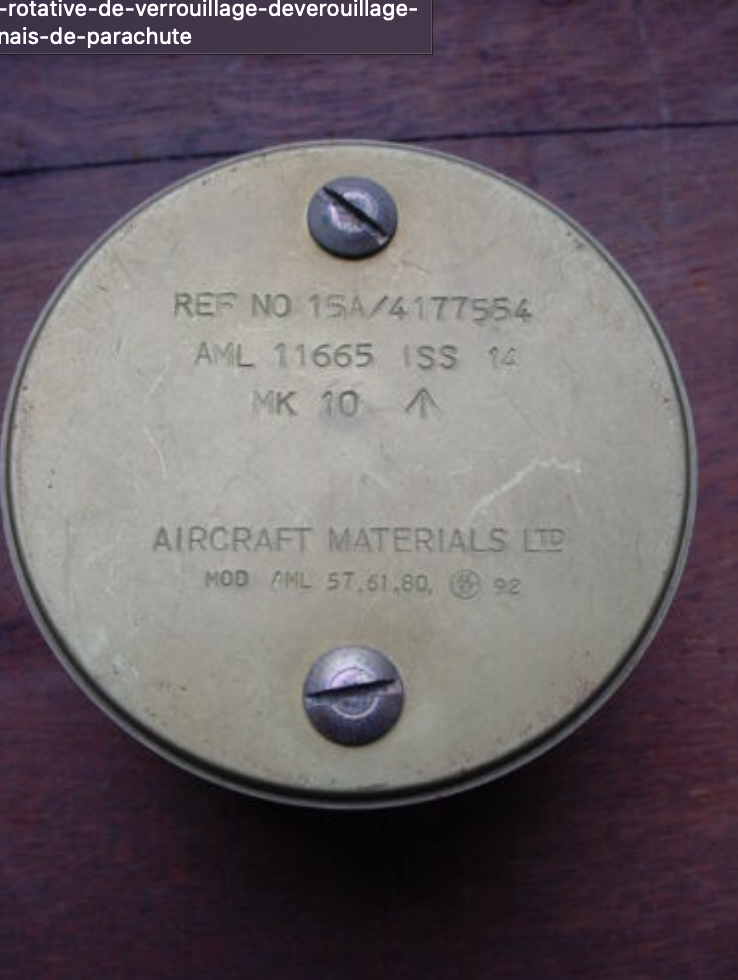 -rotative-de-verrouillage-deverouillage-
nais-de-parachute
REF NO 15A/4177554
AML 11665 ISS 14
MK 10
AIRCRAFT MATERIALS LTD
MOD AML 57.61.80. 92